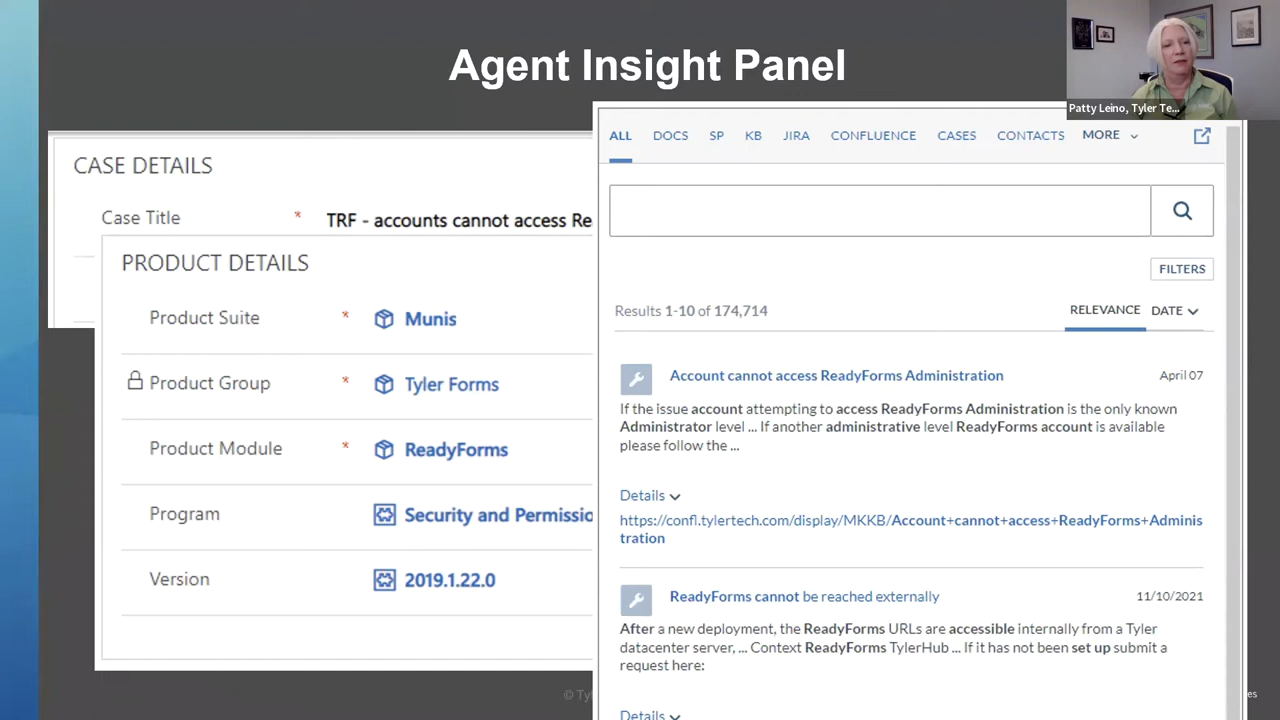 Agent Insight Panel
Patty Leino, Tyler Te...
CASE DETAILS
Case Title * TRF - accounts cannot access Re
PRODUCT DETAILS
Product Suite * Munis
Product Group * Tyler Forms
Product Module * ReadyForms
Program Security and Permissio
Version 2019.1.22.0
ALL DOCS SP KB JIRA CONFLUENCE CASES CONTACTS MORE
FILTERS
Results 1-10 of 174,714
RELEVANCE DATE
Account cannot access ReadyForms Administration April 07
If the issue account attempting to access ReadyForms Administration is the only known
Administrator level ... If another administrative level ReadyForms account is available
please follow the ...
Details
https://confl.tylertech.com/display/MKKB/Account+cannot+access+ReadyForms+Adminis
tration
ReadyForms cannot be reached externally 11/10/2021
After a new deployment, the ReadyForms URLs are accessible internally from a Tyler
datacenter server, ... Context ReadyForms TylerHub ... If it has not been set up submit a
request here:
Details
© Tyl
es